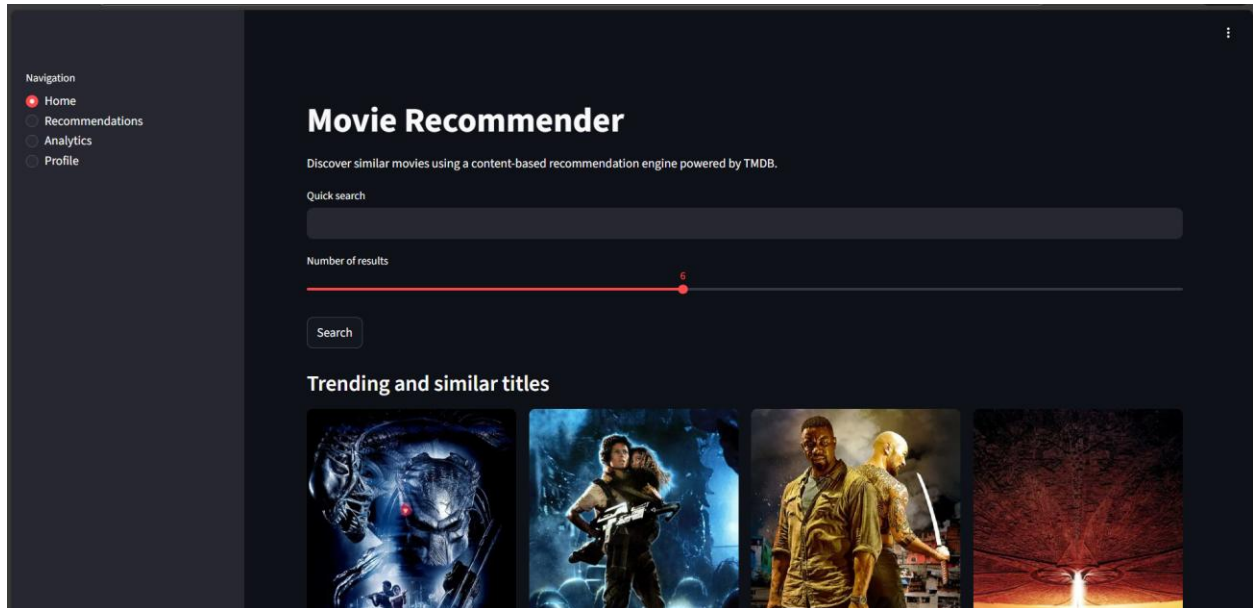 Navigation
Home
Recommendations
Analytics
Profile
Movie Recommender
Discover similar movies using a content-based recommendation engine powered by TMDB.
Quick search
Number of results
6
Search
Trending and similar titles